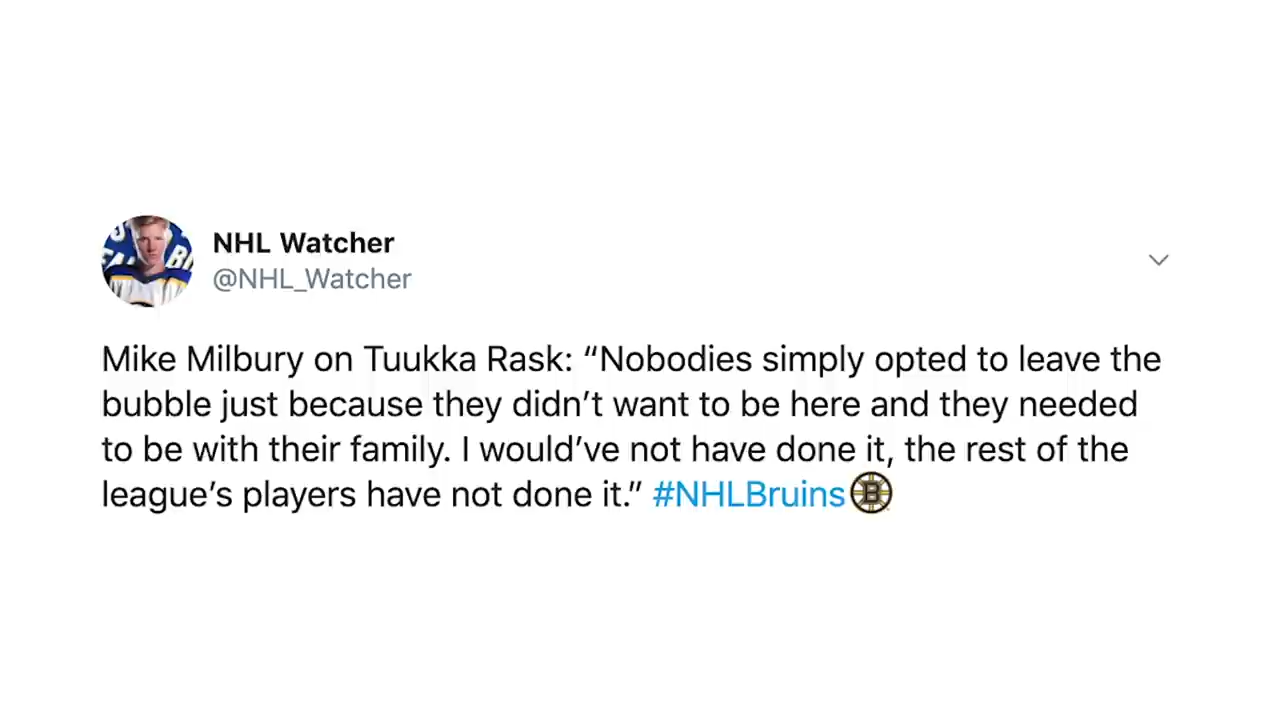 NHL Watcher
@NHL_Watcher
Mike Milbury on Tuukka Rask: “Nobodies simply opted to leave the
bubble just because they didn’t want to be here and they needed
to be with their family. I would’ve not have done it, the rest of the
league’s players have not done it.” #NHLBruins B